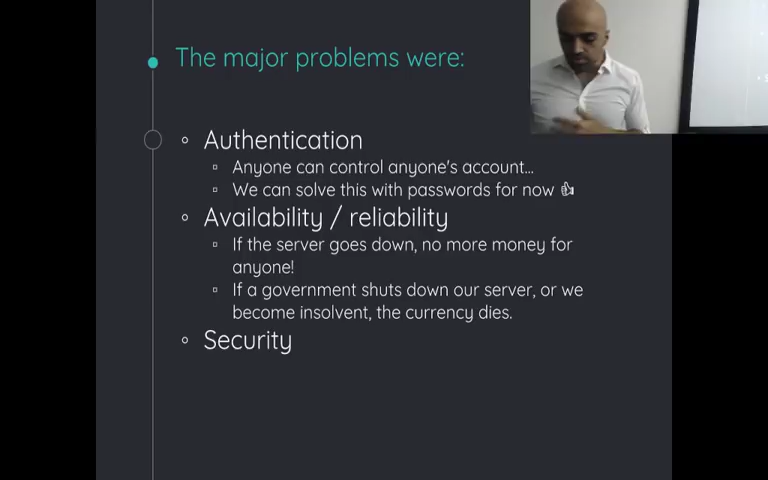 The major problems were:
Authentication
Anyone can control anyone's account...
We can solve this with passwords for now 👍
Availability / reliability
If the server goes down, no more money for
anyone!
If a government shuts down our server, or we
become insolvent, the currency dies.
Security